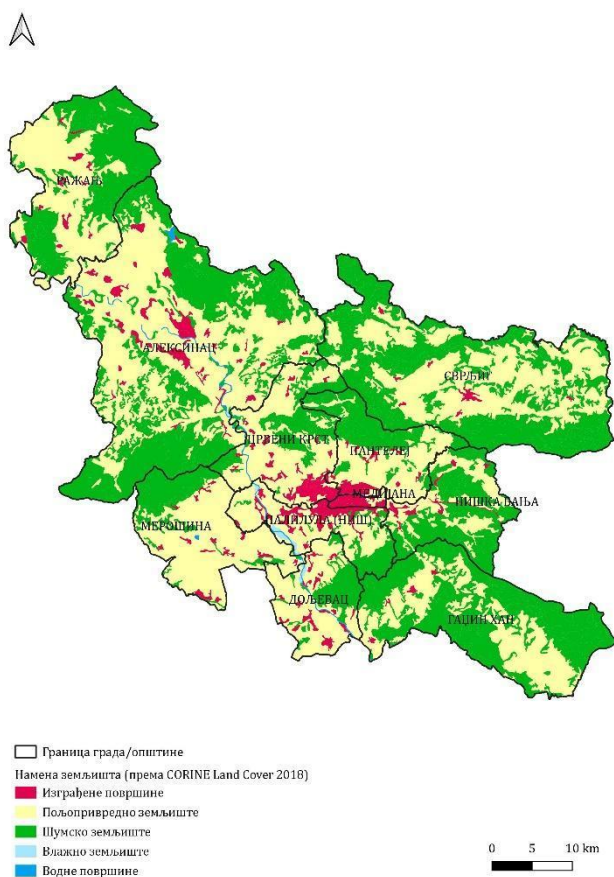 РАЖАЊ
АЛЕКСИНАЦ
СВРЉИГ
ЦРВЕНИ КРСТ
ПАНТЕЛЕЈ
МЕДИЈАНА
НИШКА БАЊА
ПАЛИЛУЛА (НИШ)
МЕРОШИНА
ДОЉЕВАЦ
ГАЏИН ХАН
Граница града/општине
Намена земљишта (према CORINE Land Cover 2018)
Изграђене површине
Пољопривредно земљиште
Шумско земљиште
Влажно земљиште
Водне површине
0 5 10 km